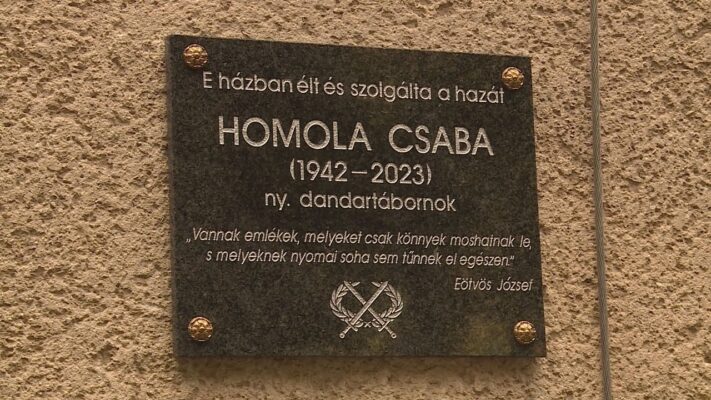 E házban élt és szolgálta a hazát
HOMOLA CSABA
(1942–2023)
ny. dandartábornok
„Vannak emlékek, melyeket csak könnyek moshatnak le,
s melyeknek nyomai soha sem tűnnek el egészen.”
Eötvös József